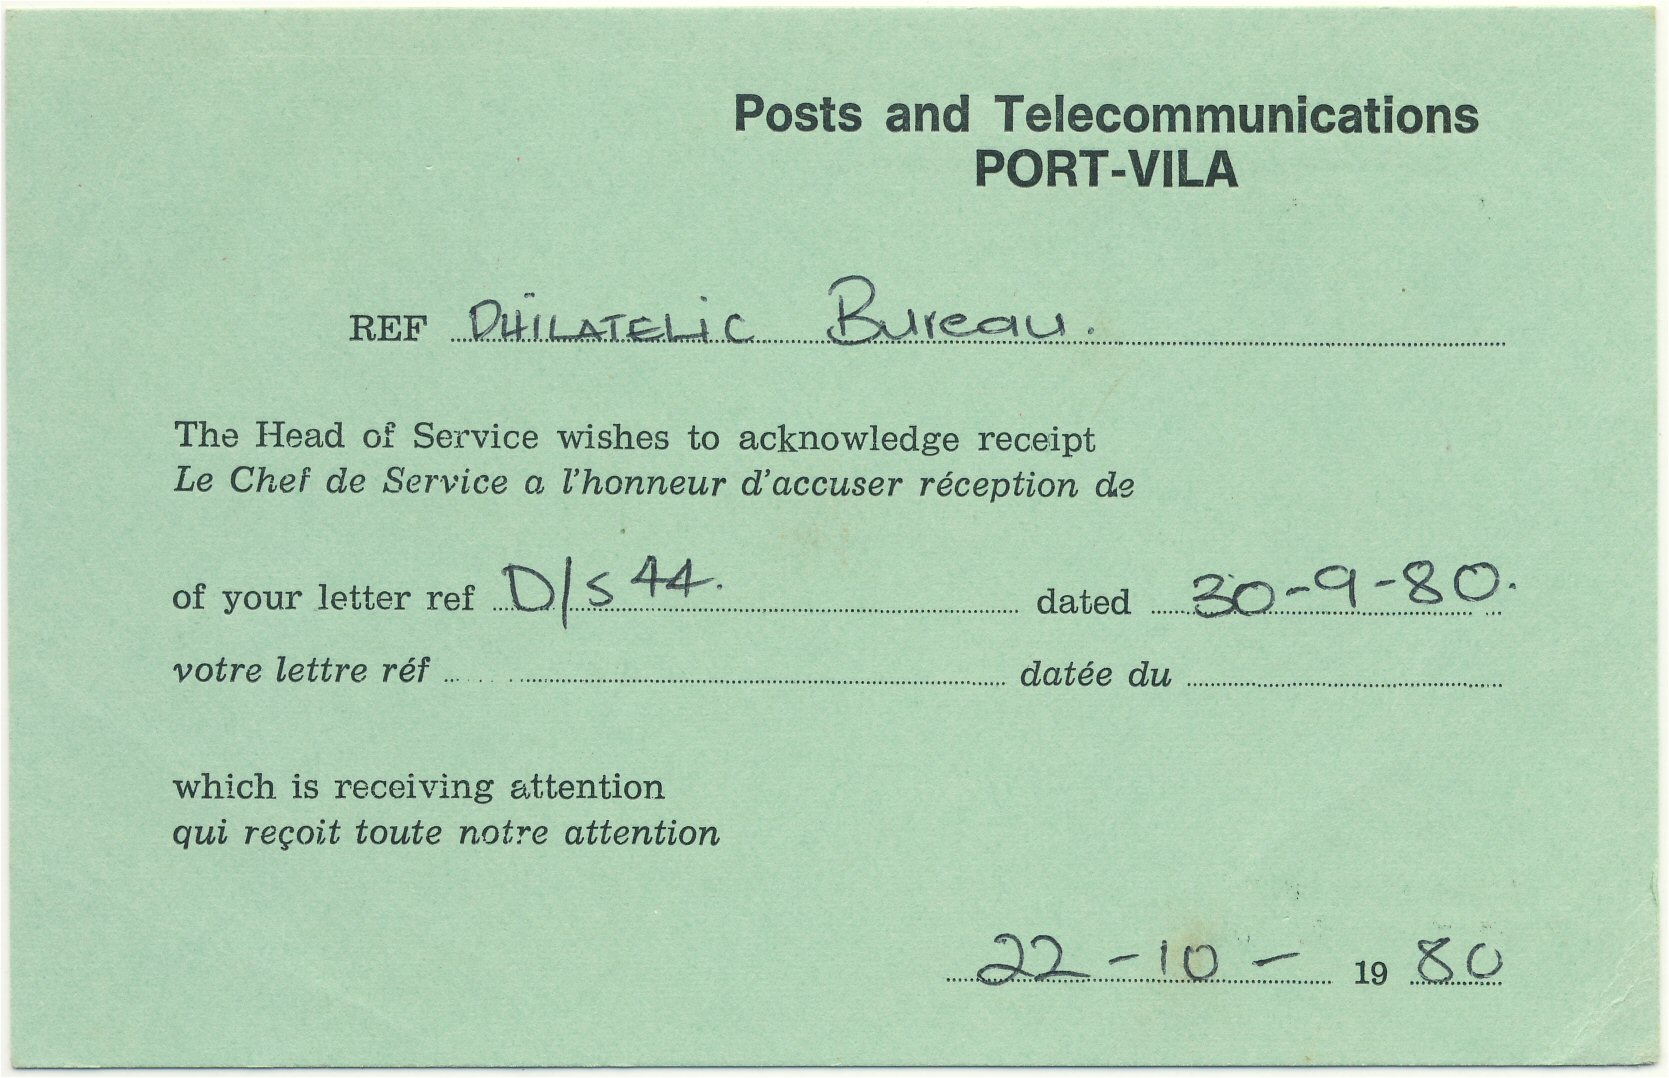 Posts and Telecommunications
PORT-VILA
REF PHILATELIC Bureau.
The Head of Service wishes to acknowledge receipt
Le Chef de Service a l'honneur d'accuser réception de
of your letter ref D/S 44. dated 30-9-80.
votre lettre réf datée du
which is receiving attention
qui reçoit toute notre attention
22-10- 19 80